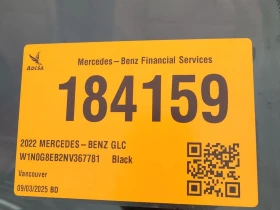 ADESA
Mercedes-Benz Financial Services
184159
2022 MERCEDES-BENZ GLC
W1N0G8EB2NV367781 Black
Vancouver
09/03/2025 BD